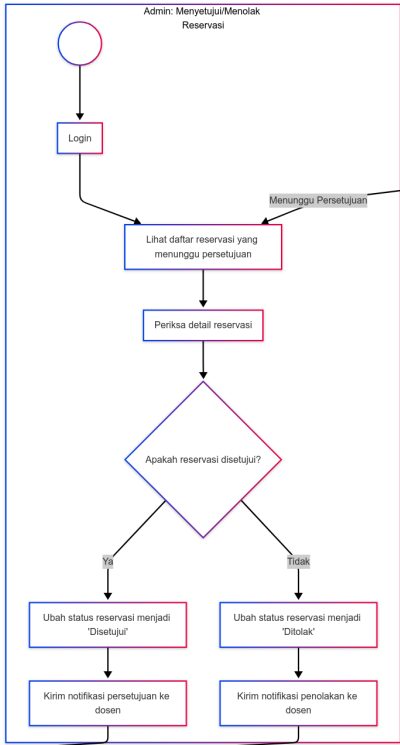 Admin: Menyetujui/Menolak
Reservasi
Login
Menunggu Persetujuan
Lihat daftar reservasi yang
menunggu persetujuan
Periksa detail reservasi
Apakah reservasi disetujui?
Ya
Tidak
Ubah status reservasi menjadi
'Disetujui'
Ubah status reservasi menjadi
'Ditolak'
Kirim notifikasi persetujuan ke
dosen
Kirim notifikasi penolakan ke
dosen